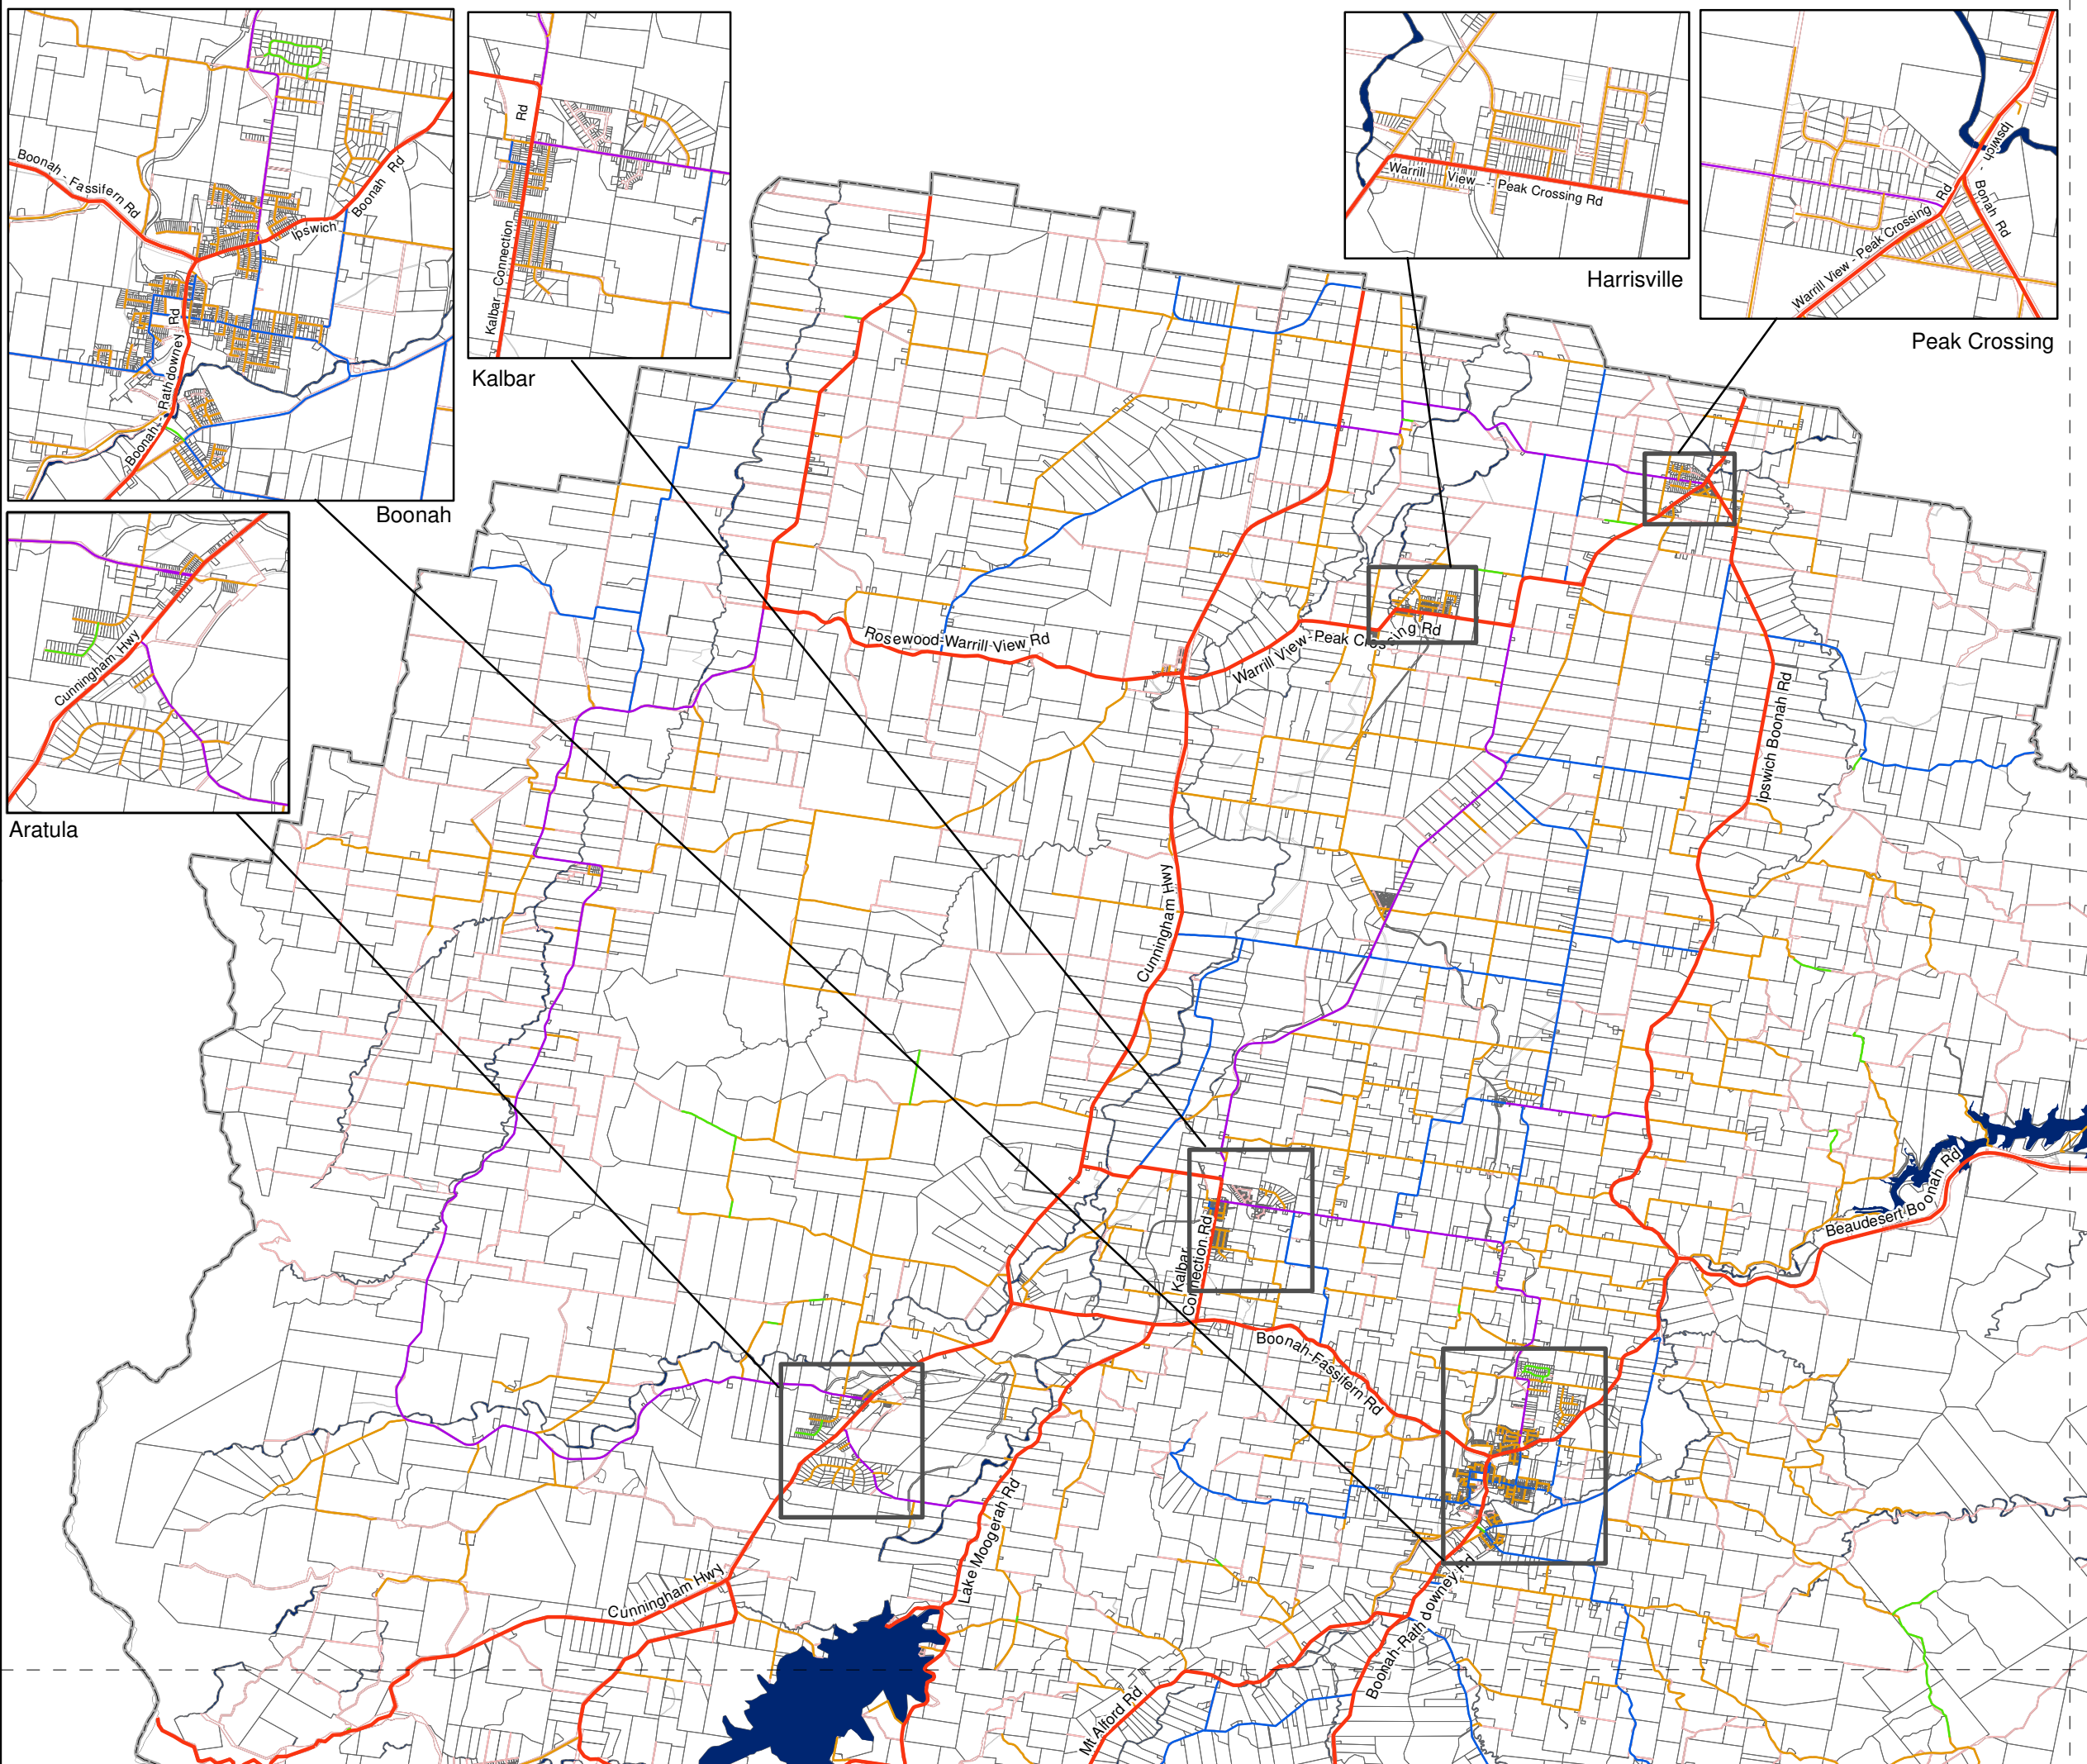 Boonah - Fassifern Rd
Boonah Rd
Ipswich
Boonah - Rathdowney Rd
Boonah
Rd
Kalbar Connection
Kalbar
Warrill View - Peak Crossing Rd
Harrisville
Ipswich -
Bonah Rd
Warrill View - Peak Crossing Rd
Peak Crossing
Cunningham Hwy
Aratula
Rosewood-Warrill View Rd
Warrill View-Peak Crossing Rd
Ipswich Boonah Rd
Cunningham Hwy
Beaudesert Boonah Rd
Kalbar
Connection Rd
Boonah-Fassifern Rd
Lake Moogerah Rd
Cunningham Hwy
Boonah-Rathdowney Rd
Mt Alford Rd